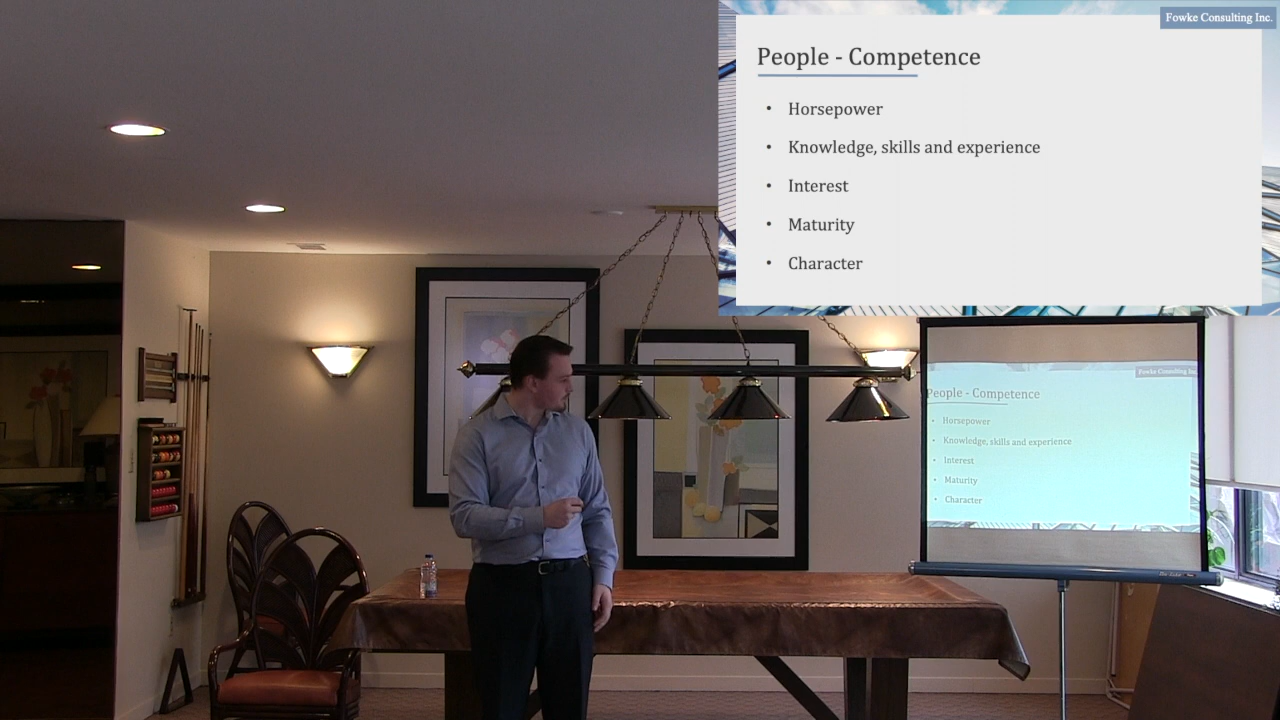 Fowke Consulting Inc.
People - Competence
• Horsepower
• Knowledge, skills and experience
• Interest
• Maturity
• Character
Fowke Consulting Inc.
People - Competence
• Horsepower
• Knowledge, skills and experience
• Interest
• Maturity
• Character